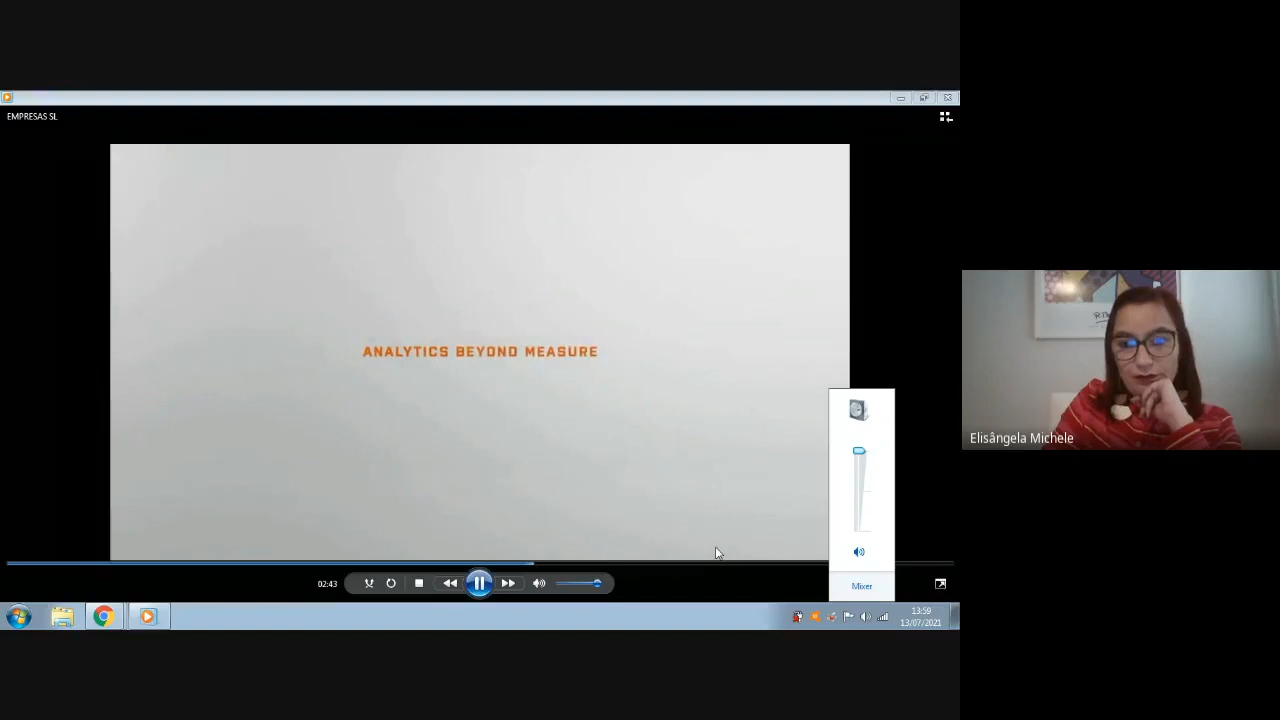 EMPRESAS SL
ANALYTICS BEYOND MEASURE
Elisângela Michele
02:43
Mixer
13:59
13/07/2021